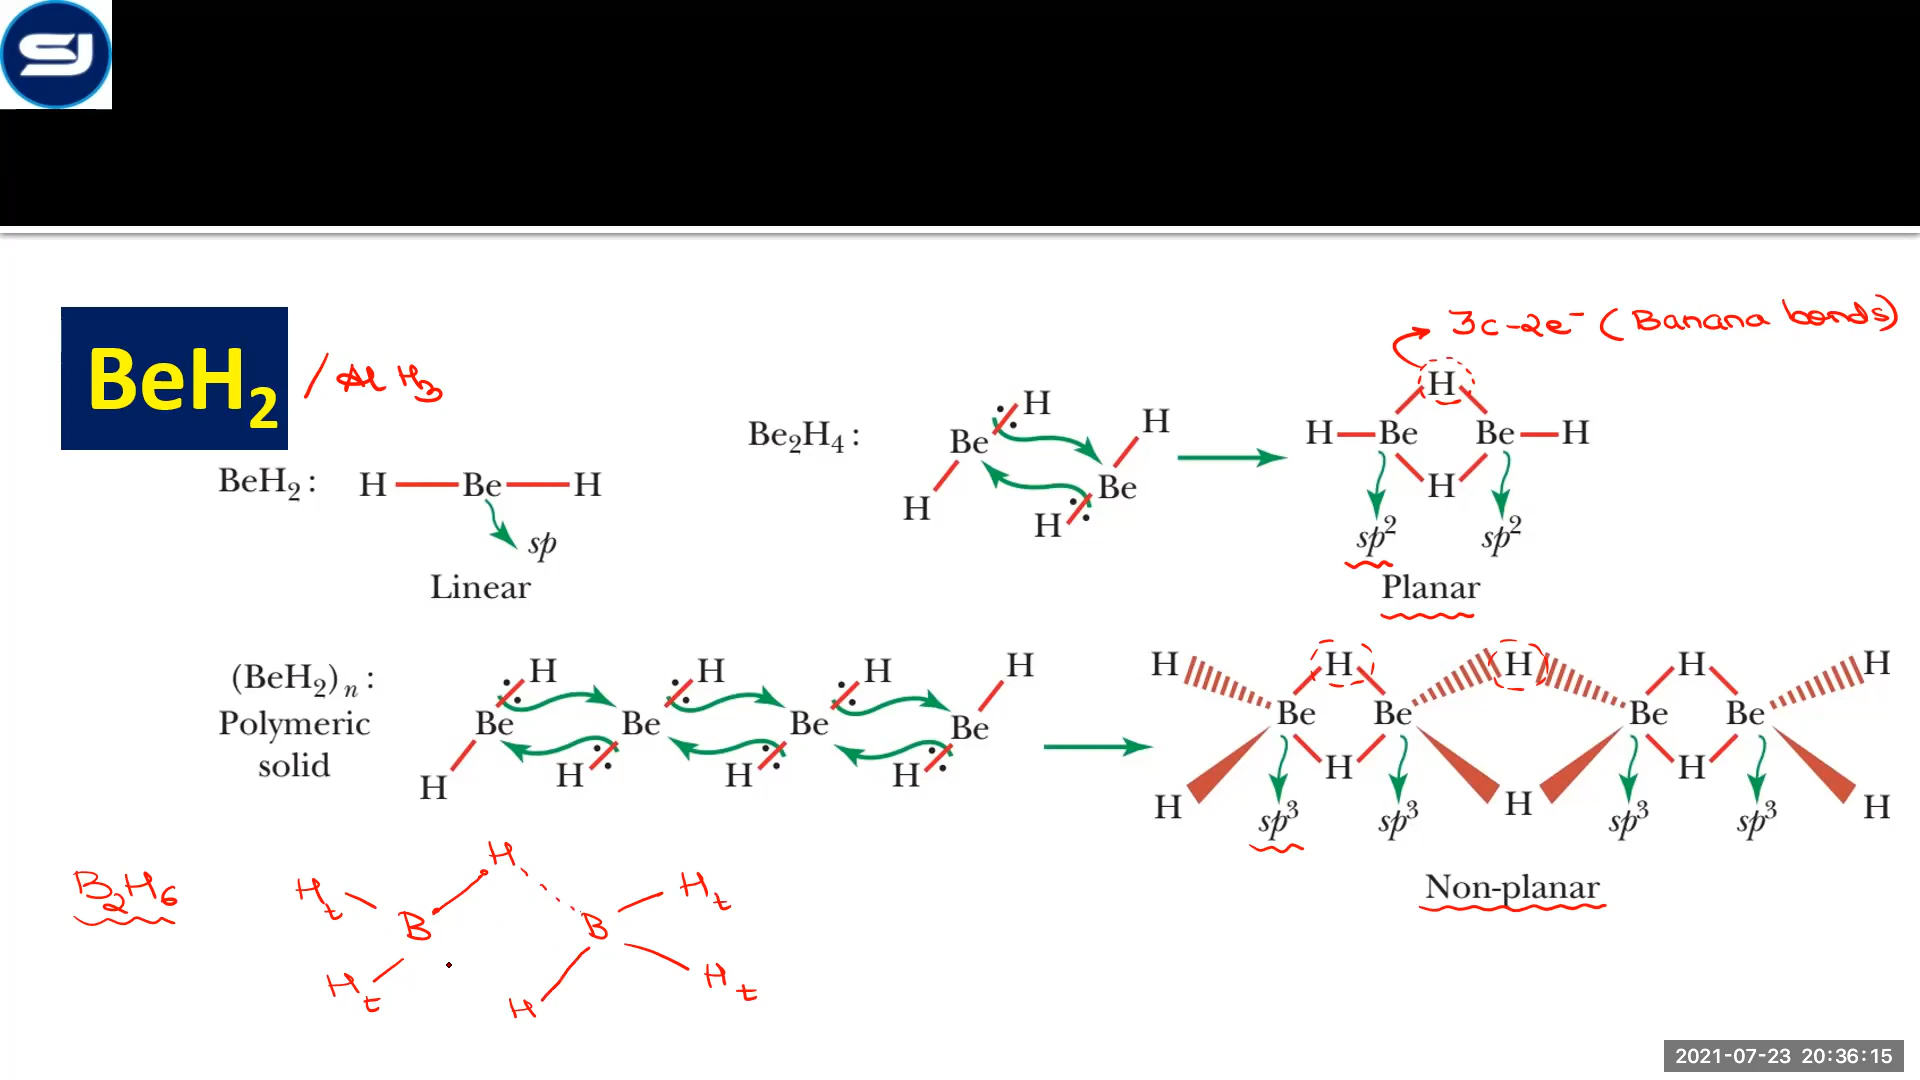 SJ
BeH₂ / AlH₃
3c-2e⁻ (Banana bonds)
BeH₂ : H Be H
sp
Linear
Be₂H₄ :
Be H
H
H
Be
H
H
H Be Be H
H
sp² sp²
Planar
(BeH₂)ₙ :
Polymeric
solid
H H H H
Be Be Be Be
H H H H
H H H H H
Be Be Be Be
H H H H H
sp³ sp³ sp³ sp³
Non-planar
B₂H₆
H
Ht Ht
B B
Ht H Ht
2021-07-23 20:36:15